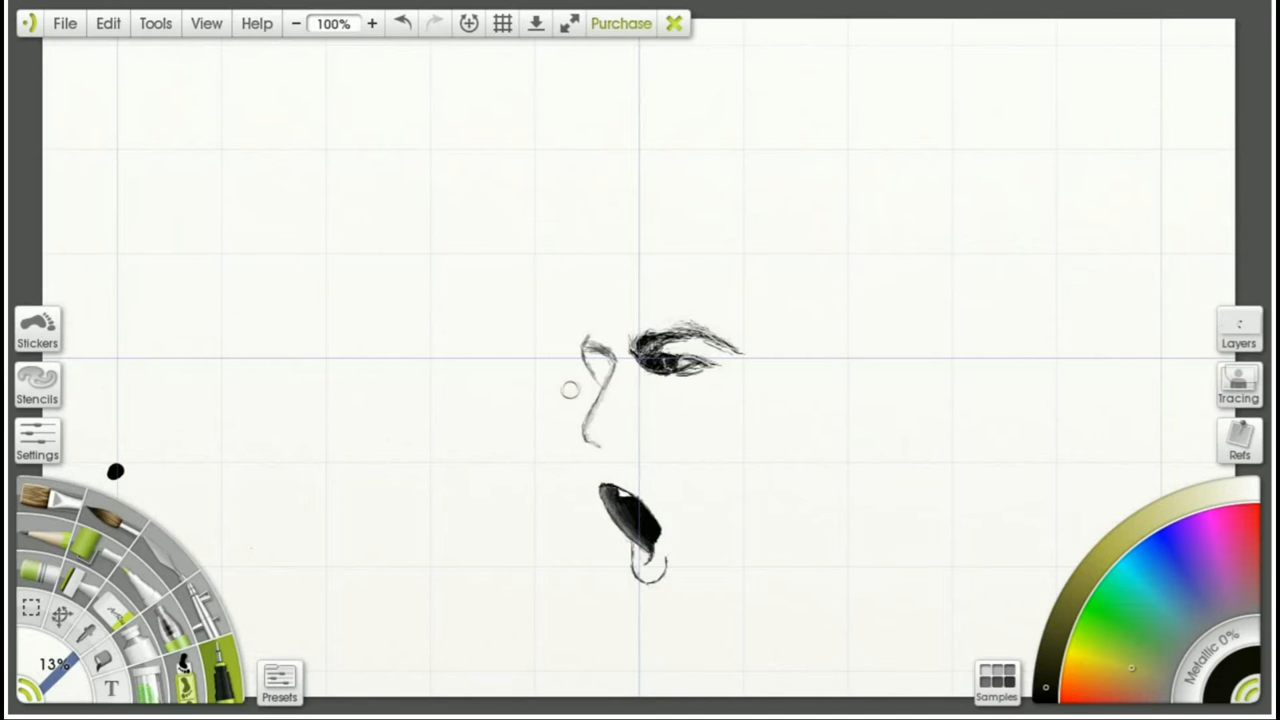 File Edit Tools View Help − 100% + Purchase
Stickers
Layers
Stencils
Tracing
Settings
Refs
Metallic 0%
13%
T
Presets
Samples